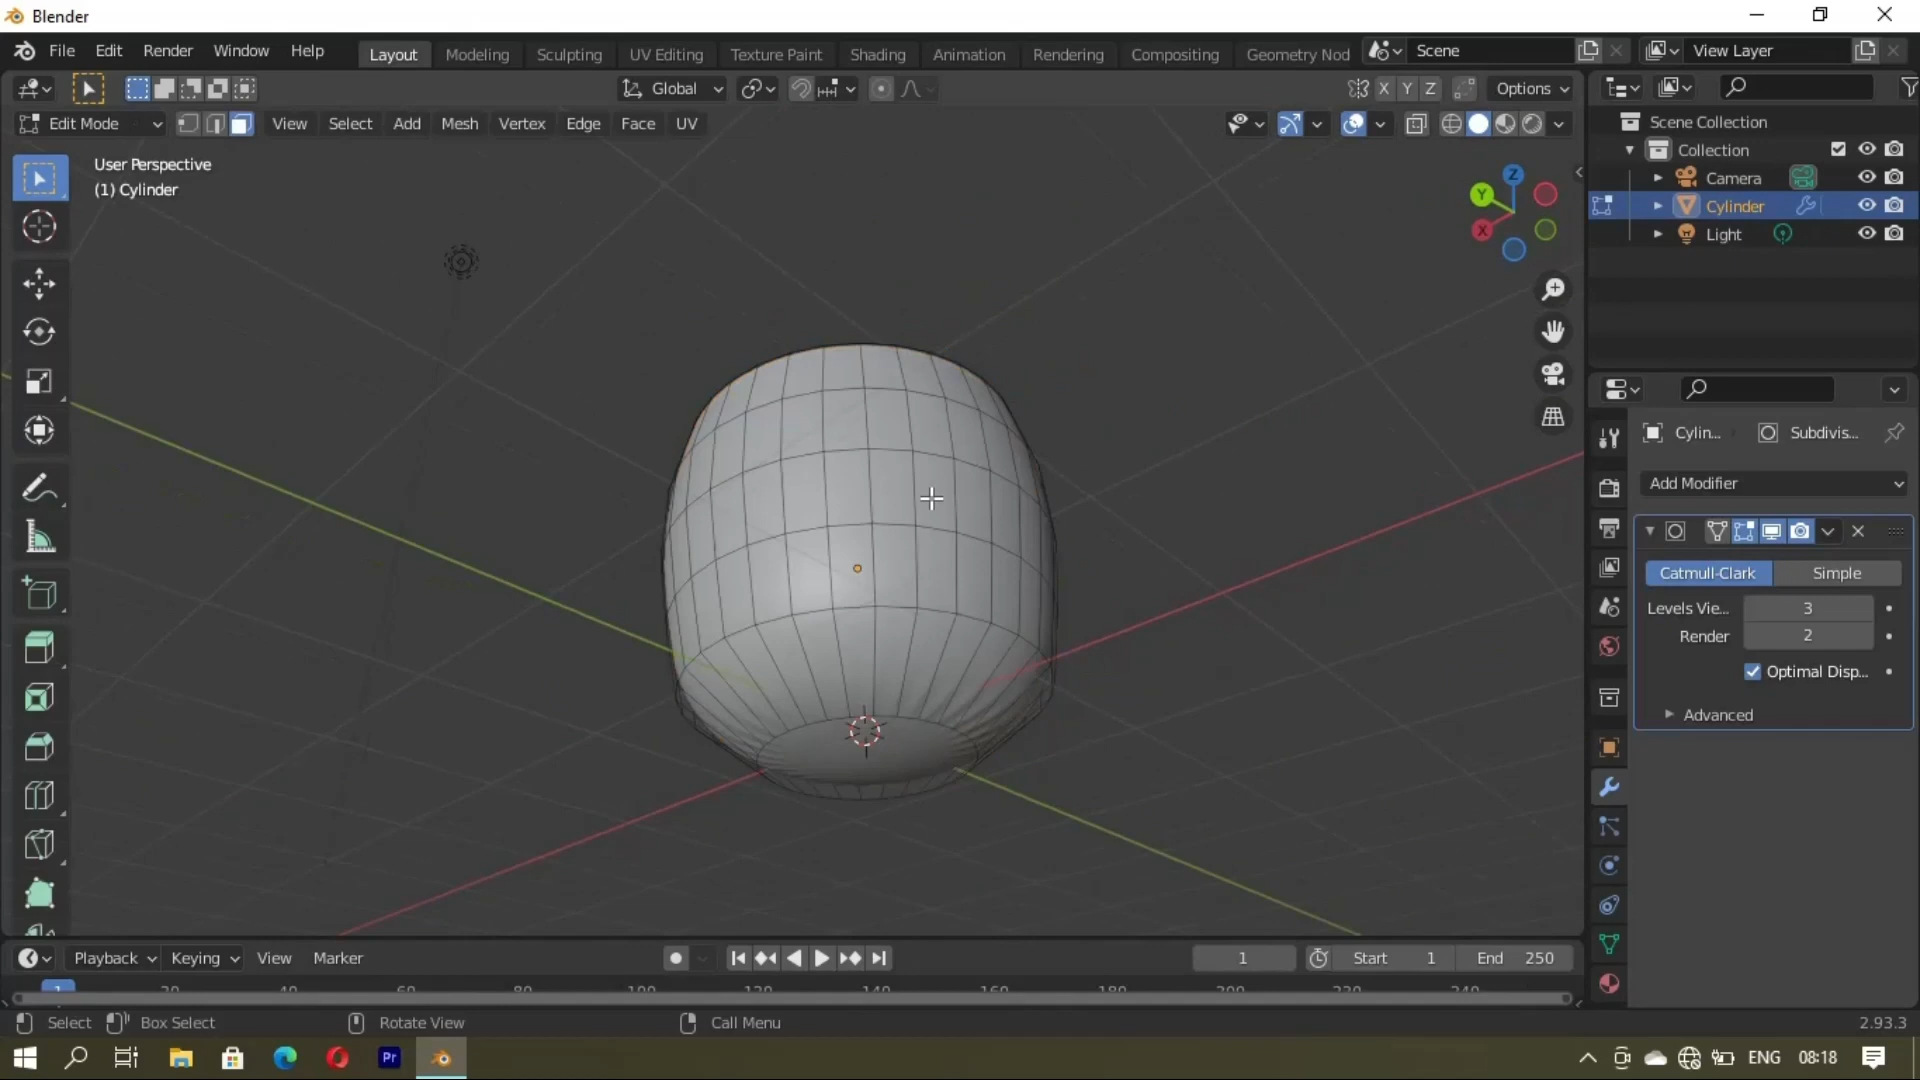 Blender
File Edit Render Window Help Layout Modeling Sculpting UV Editing Texture Paint Shading Animation Rendering Compositing Geometry Nod Scene View Layer
Global X Y Z Options
Edit Mode View Select Add Mesh Vertex Edge Face UV
User Perspective
(1) Cylinder
Z
Y
X
Scene Collection
Collection
Camera
Cylinder
Light
Cylin... Subdivis...
Add Modifier
Catmull-Clark Simple
Levels Vie... 3
Render 2
Optimal Disp...
Advanced
Playback Keying View Marker 1 Start 1 End 250
1
Select Box Select Rotate View Call Menu 2.93.3
Pr ENG 08:18